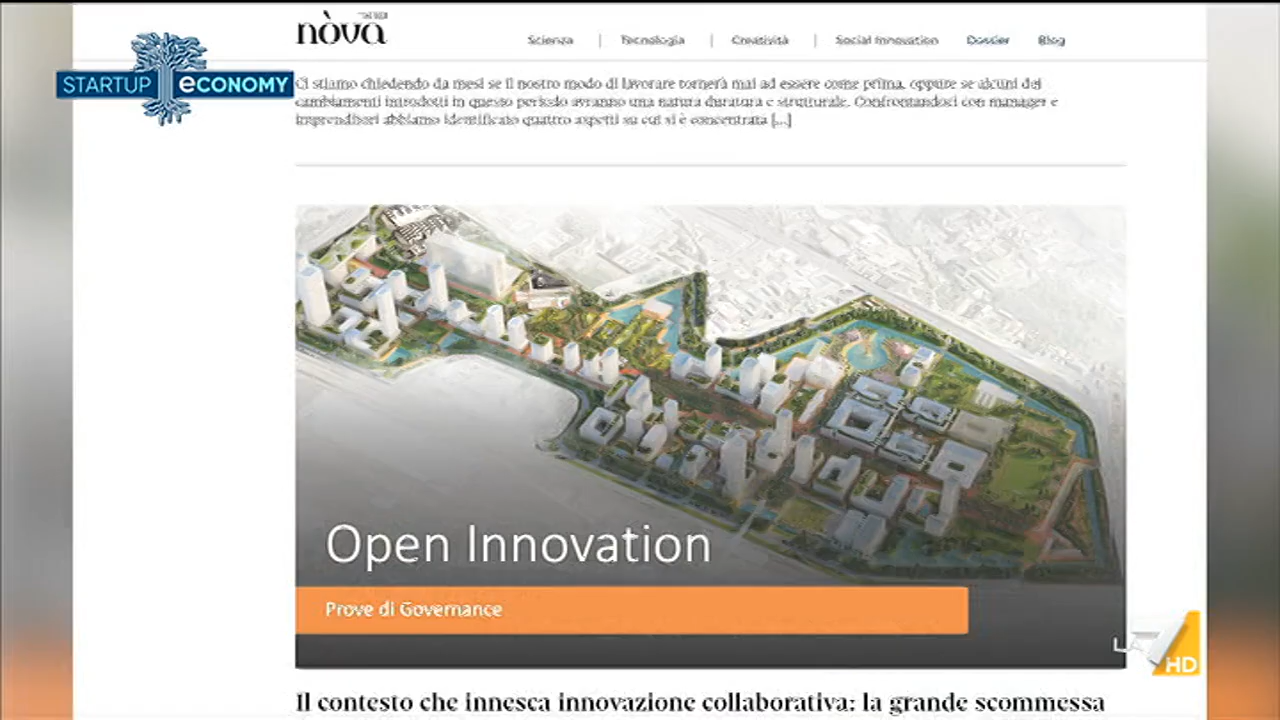 nòva
Scienza | Tecnologia | Creatività | Social Innovation Dossier Blog
STARTUP eCONOMY
Ci stiamo chiedendo da mesi se il nostro modo di lavorare tornerà mai ad essere come prima, oppure se alcuni dei
cambiamenti introdotti in questo periodo avranno una natura duratura e strutturale. Confrontandoci con manager e
imprenditori abbiamo identificato quattro aspetti su cui si è concentrata [...]
Open Innovation
Prove di Governance
LA7
HD
Il contesto che innesca innovazione collaborativa: la grande scommessa